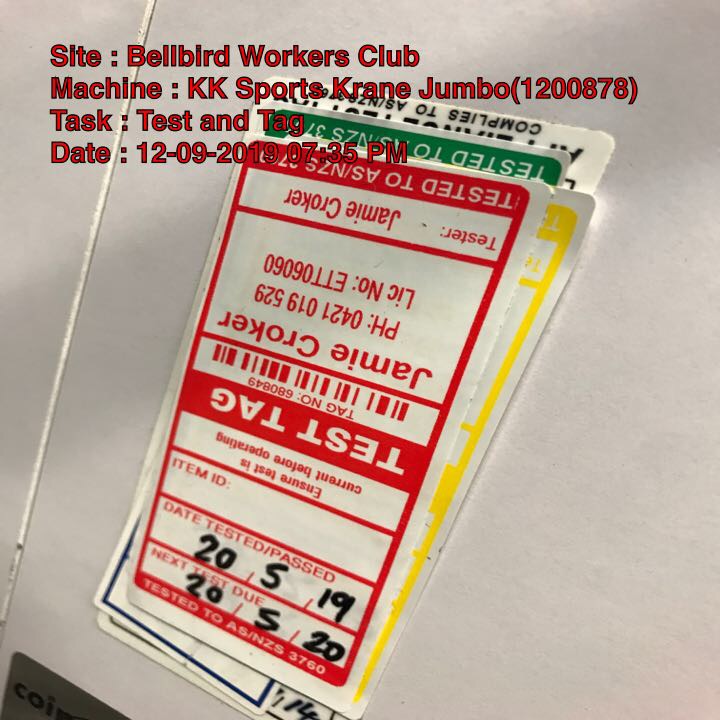 Site : Bellbird Workers Club
Machine : KK Sports Krane Jumbo(1200878)
Task : Test and Tag
Date : 12-09-2019 07:35 PM
COMPLIES TO AS/NZS 376
TESTED TO AS/NZS 37
TESTED TO AS/NZS 37
Tester: Jamie Croker
Lic No: ETT06060
PH: 0421 019 529
Jamie Croker
TAG NO: 680849
TEST TAG
Ensure test is
current before operating
ITEM ID:
DATE TESTED/PASSED
20 / 5 / 19
NEXT TEST DUE
20 / 5 / 20
TESTED TO AS/NZS 3760